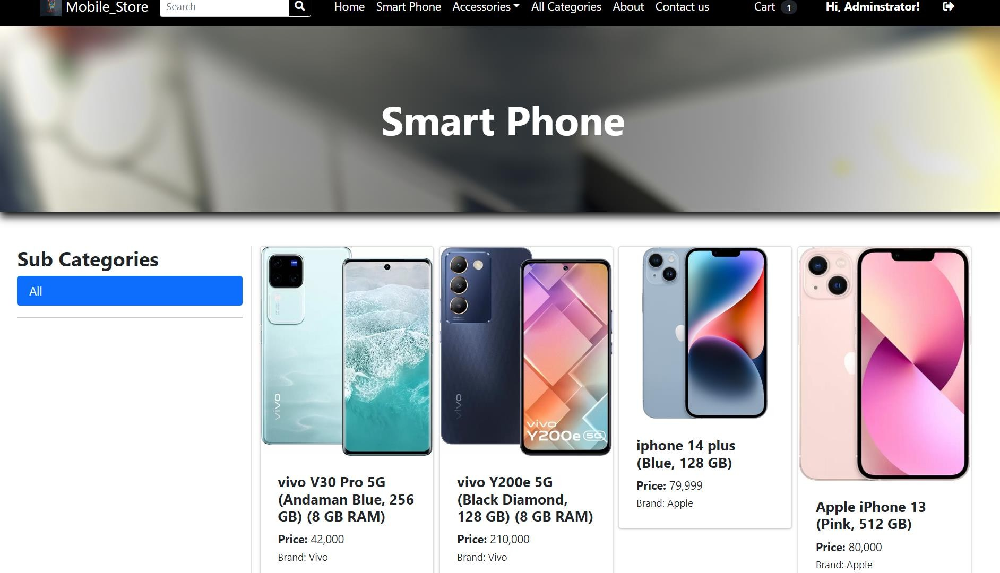 Mobile_Store
Search
Home
Smart Phone
Accessories
All Categories
About
Contact us
Cart 1
Hi, Adminstrator!
Smart Phone
Sub Categories
All
vivo
vivo
vivo
Y200e 5G
vivo V30 Pro 5G
(Andaman Blue, 256
GB) (8 GB RAM)
Price: 42,000
Brand: Vivo
vivo Y200e 5G
(Black Diamond,
128 GB) (8 GB RAM)
Price: 210,000
Brand: Vivo
iphone 14 plus
(Blue, 128 GB)
Price: 79,999
Brand: Apple
Apple iPhone 13
(Pink, 512 GB)
Price: 80,000
Brand: Apple